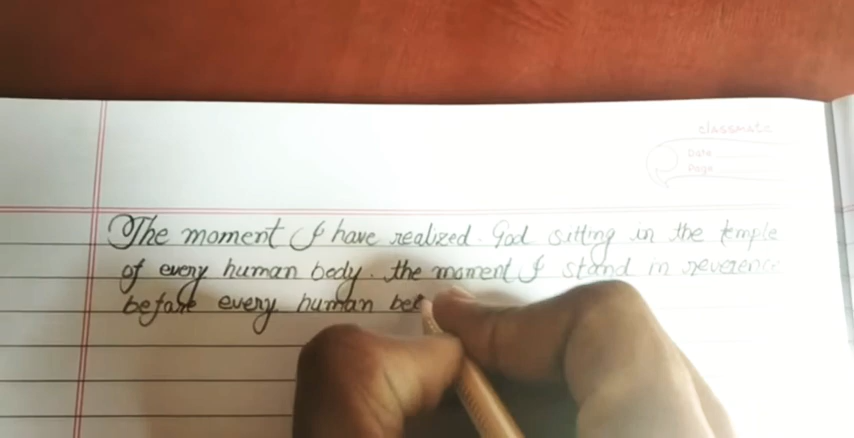 classmate
Date
Page
The moment I have realized. God sitting in the temple
of every human body. the moment I stand in reverence
before every human bei